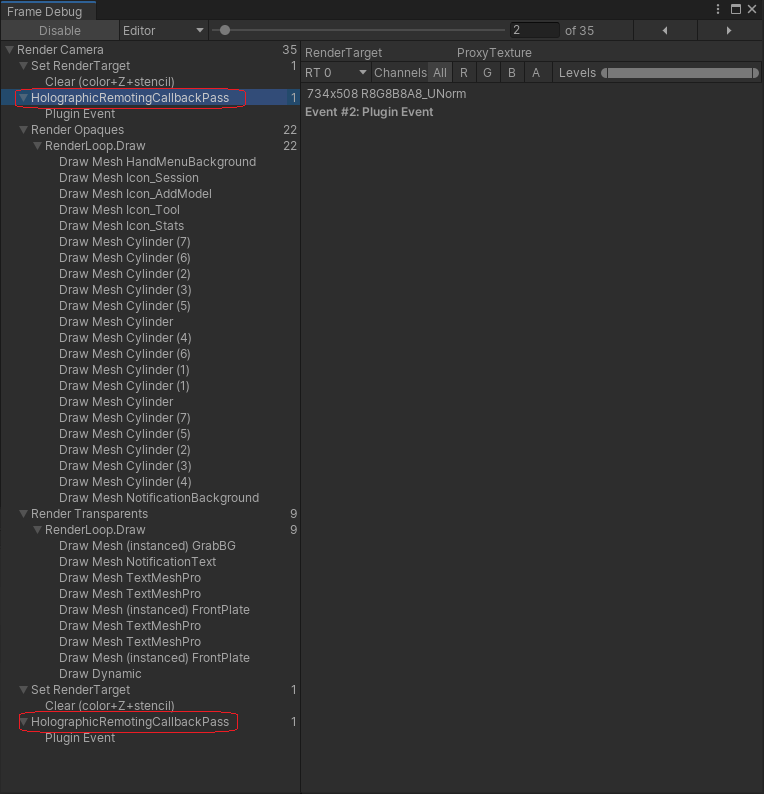 Frame Debug
Disable Editor 2 of 35
Render Camera 35
Set RenderTarget 1
Clear (color+Z+stencil)
HolographicRemotingCallbackPass 1
Plugin Event
Render Opaques 22
RenderLoop.Draw 22
Draw Mesh HandMenuBackground
Draw Mesh Icon_Session
Draw Mesh Icon_AddModel
Draw Mesh Icon_Tool
Draw Mesh Icon_Stats
Draw Mesh Cylinder (7)
Draw Mesh Cylinder (6)
Draw Mesh Cylinder (2)
Draw Mesh Cylinder (3)
Draw Mesh Cylinder (5)
Draw Mesh Cylinder
Draw Mesh Cylinder (4)
Draw Mesh Cylinder (6)
Draw Mesh Cylinder (1)
Draw Mesh Cylinder (1)
Draw Mesh Cylinder
Draw Mesh Cylinder (7)
Draw Mesh Cylinder (5)
Draw Mesh Cylinder (2)
Draw Mesh Cylinder (3)
Draw Mesh Cylinder (4)
Draw Mesh NotificationBackground
Render Transparents 9
RenderLoop.Draw 9
Draw Mesh (instanced) GrabBG
Draw Mesh NotificationText
Draw Mesh TextMeshPro
Draw Mesh TextMeshPro
Draw Mesh (instanced) FrontPlate
Draw Mesh TextMeshPro
Draw Mesh TextMeshPro
Draw Mesh (instanced) FrontPlate
Draw Dynamic
Set RenderTarget 1
Clear (color+Z+stencil)
HolographicRemotingCallbackPass 1
Plugin Event
RenderTarget ProxyTexture
RT 0 Channels All R G B A Levels
734x508 R8G8B8A8_UNorm
Event #2: Plugin Event